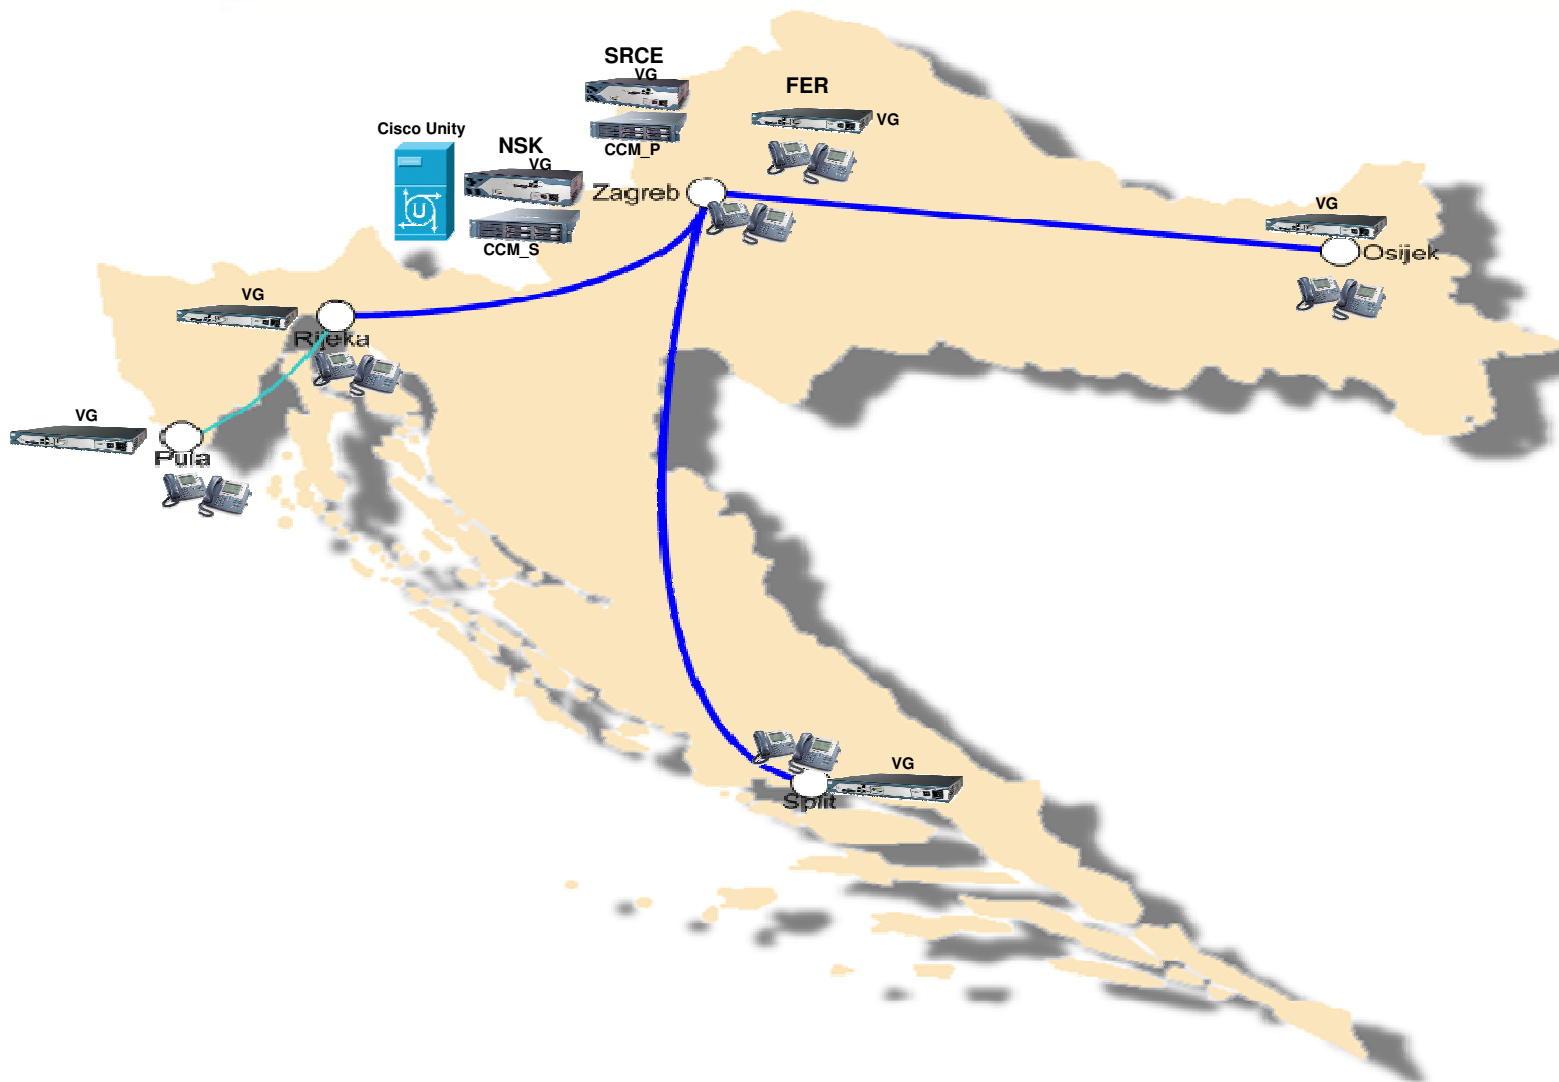 SRCE
VG
FER
VG
Cisco Unity
NSK
VG
CCM_P
Zagreb
U
CCM_S
VG
Osijek
VG
Rijeka
VG
Pula
VG
Split